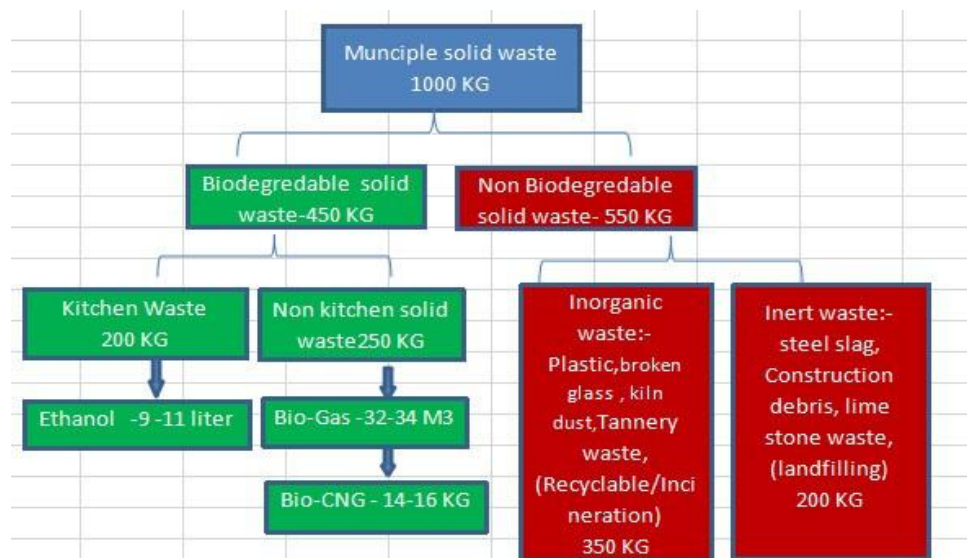 Munciple solid waste
1000 KG
Biodegredable solid
waste-450 KG
Non Biodegredable
solid waste- 550 KG
Kitchen Waste
200 KG
Non kitchen solid
waste250 KG
Inorganic
waste:-
Plastic,broken
glass , kiln
dust,Tannery
waste,
(Recyclable/Inci
neration)
350 KG
Inert waste:-
steel slag,
Construction
debris, lime
stone waste,
(landfilling)
200 KG
Ethanol -9 -11 liter
Bio-Gas -32-34 M3
Bio-CNG - 14-16 KG